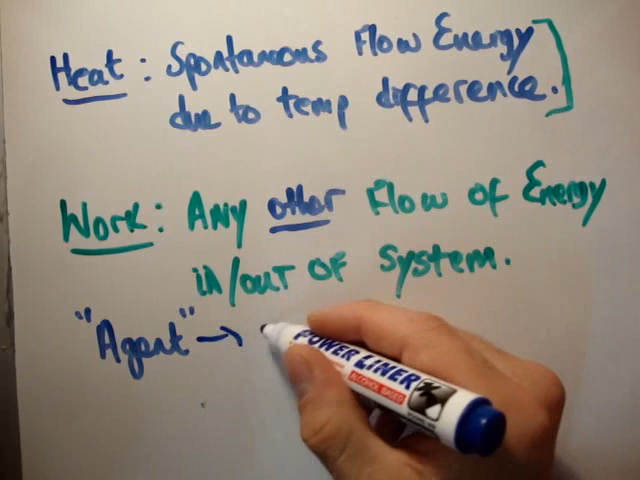 Heat : Spontaneous Flow Energy
due to temp difference.
Work : ANY other Flow of Energy
in/out OF System.
"Agent" →
POWER LINER
ALCOHOL BASED